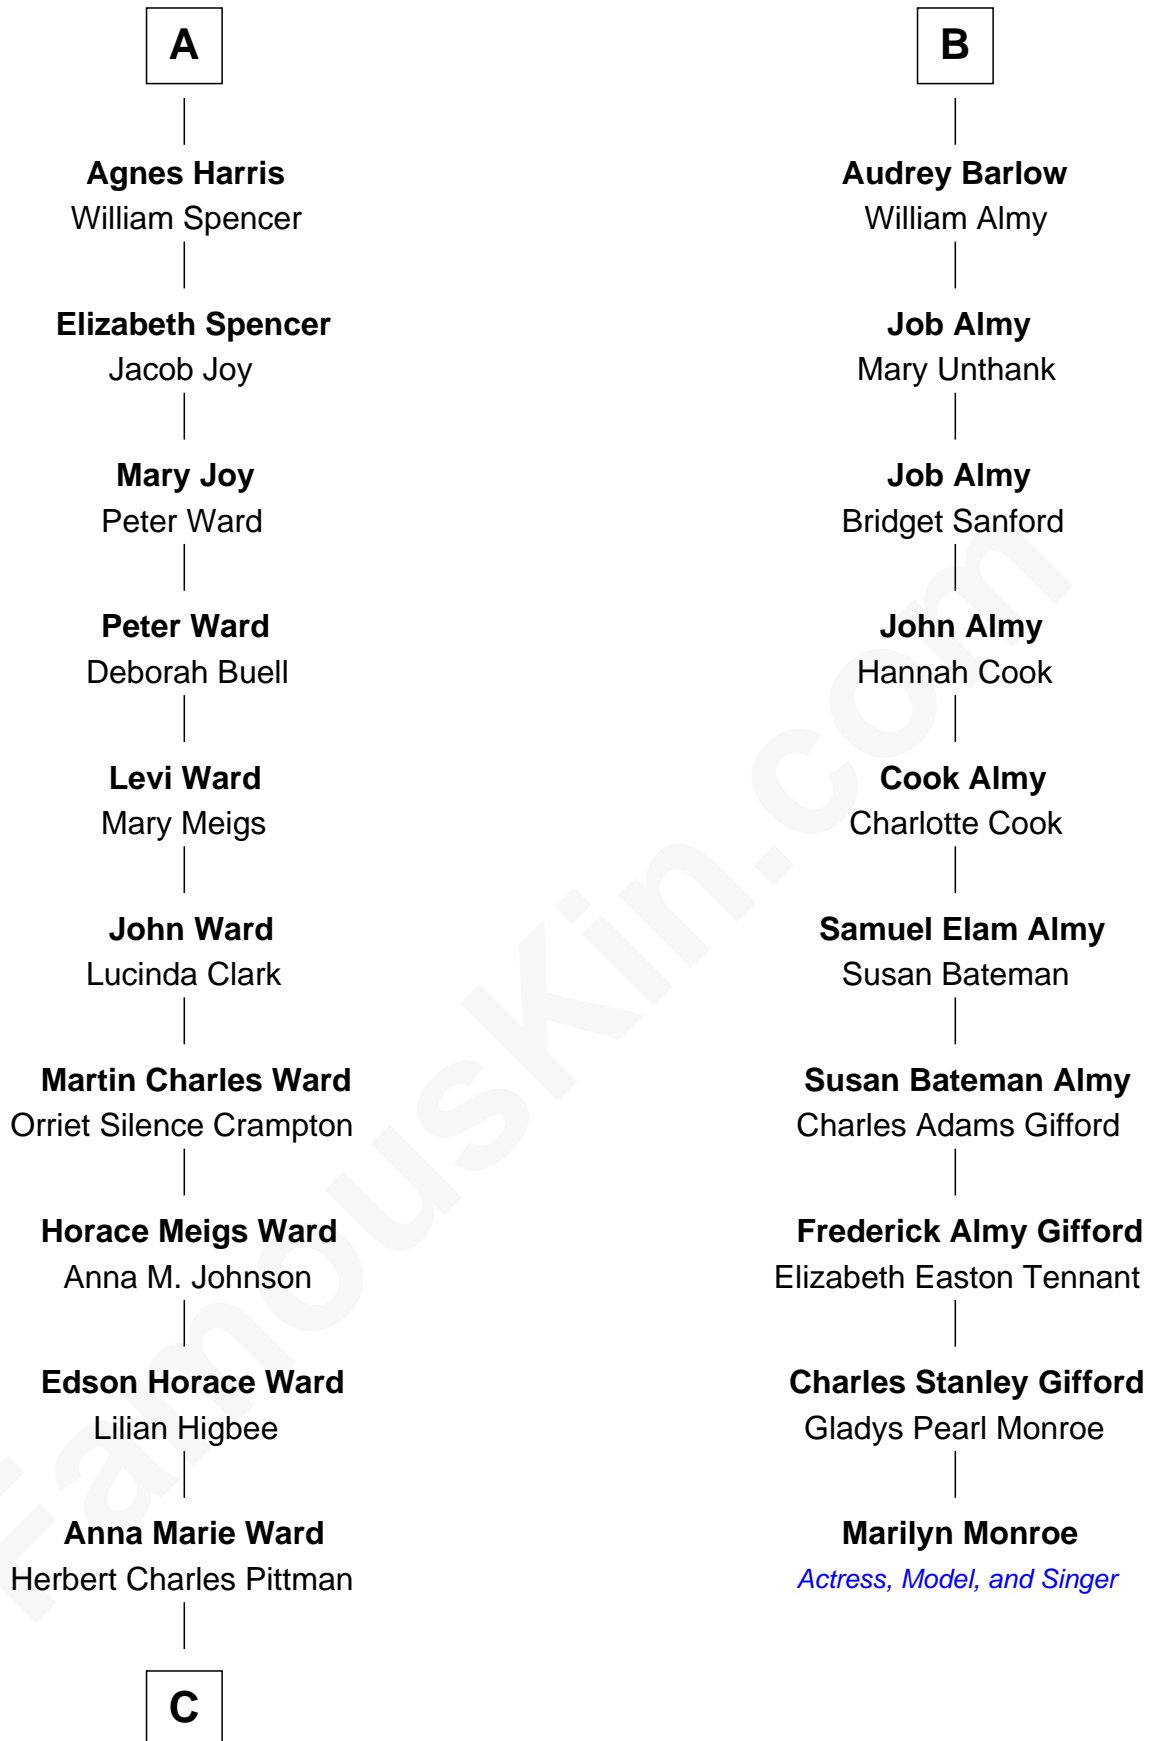 A
Agnes Harris
William Spencer
Elizabeth Spencer
Jacob Joy
Mary Joy
Peter Ward
Peter Ward
Deborah Buell
Levi Ward
Mary Meigs
John Ward
Lucinda Clark
Martin Charles Ward
Orriet Silence Crampton
Horace Meigs Ward
Anna M. Johnson
Edson Horace Ward
Lilian Higbee
Anna Marie Ward
Herbert Charles Pittman
C
B
Audrey Barlow
William Almy
Job Almy
Mary Unthank
Job Almy
Bridget Sanford
John Almy
Hannah Cook
Cook Almy
Charlotte Cook
Samuel Elam Almy
Susan Bateman
Susan Bateman Almy
Charles Adams Gifford
Frederick Almy Gifford
Elizabeth Easton Tennant
Charles Stanley Gifford
Gladys Pearl Monroe
Marilyn Monroe
Actress, Model, and Singer
FamousKin.com